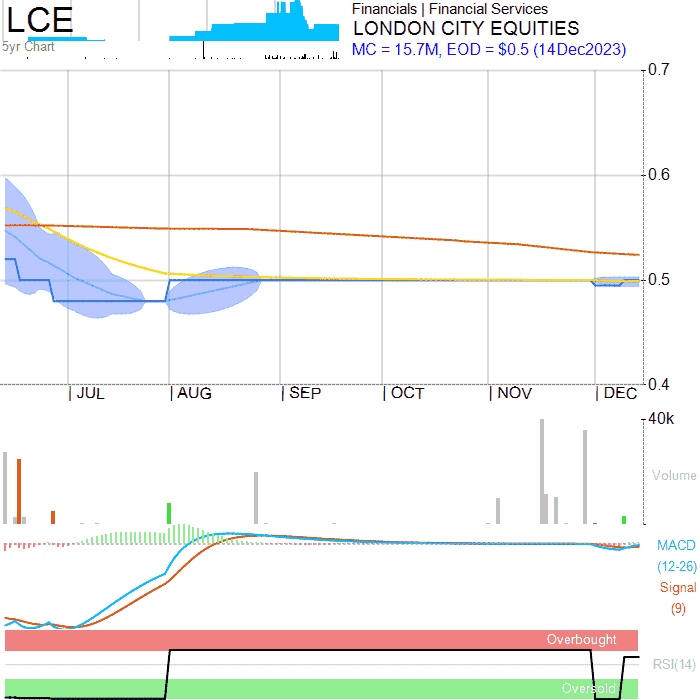 LCE
5yr Chart
Financials | Financial Services
LONDON CITY EQUITIES
MC = 15.7M, EOD = $0.5 (14Dec2023)
0.7
0.6
0.5
0.4
| JUL | AUG | SEP | OCT | NOV | DEC
40k
Volume
MACD
(12-26)
Signal
(9)
Overbought
RSI(14)
Oversold